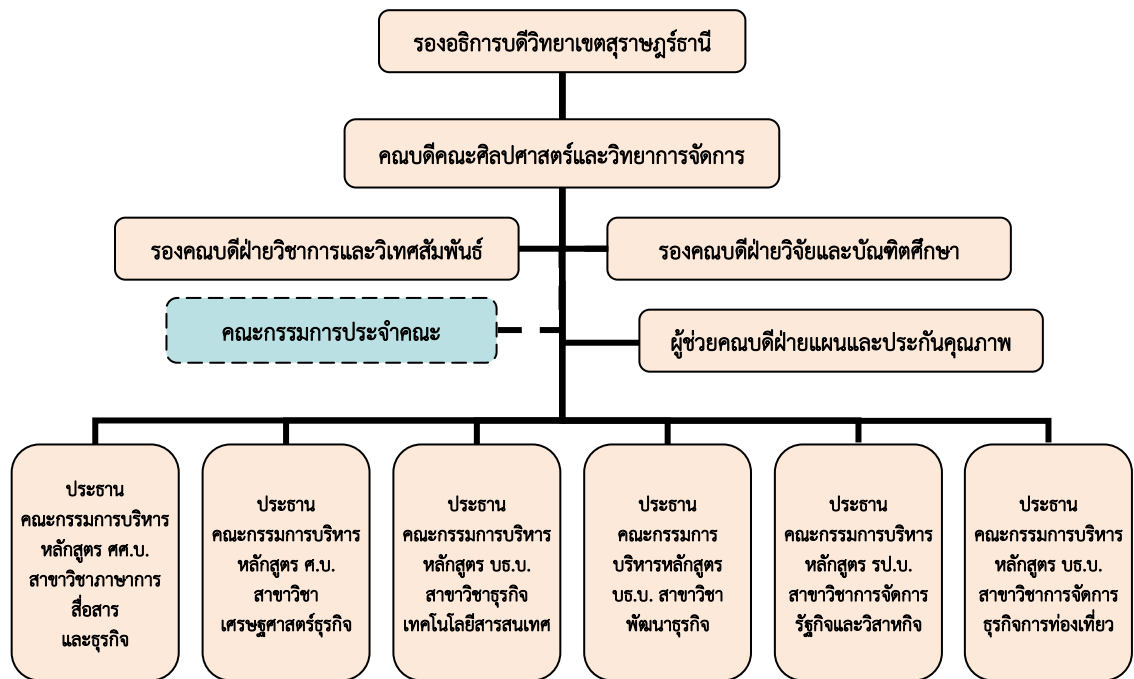 รองอธิการบดีวิทยาเขตสุราษฎร์ธานี
คณบดีคณะศิลปศาสตร์และวิทยาการจัดการ
รองคณบดีฝ่ายวิชาการและวิเทศสัมพันธ์
รองคณบดีฝ่ายวิจัยและบัณฑิตศึกษา
คณะกรรมการประจำคณะ
ผู้ช่วยคณบดีฝ่ายแผนและประกันคุณภาพ
ประธาน
คณะกรรมการบริหาร
หลักสูตร ศศ.บ.
สาขาวิชาภาษาการ
สื่อสาร
และธุรกิจ
ประธาน
คณะกรรมการบริหาร
หลักสูตร ศ.บ.
สาขาวิชา
เศรษฐศาสตร์ธุรกิจ
ประธาน
คณะกรรมการบริหาร
หลักสูตร บธ.บ.
สาขาวิชาธุรกิจ
เทคโนโลยีสารสนเทศ
ประธาน
คณะกรรมการ
บริหารหลักสูตร
บธ.บ. สาขาวิชา
พัฒนาธุรกิจ
ประธาน
คณะกรรมการบริหาร
หลักสูตร รป.บ.
สาขาวิชาการจัดการ
รัฐกิจและวิสาหกิจ
ประธาน
คณะกรรมการบริหาร
หลักสูตร บธ.บ.
สาขาวิชาการจัดการ
ธุรกิจการท่องเที่ยว